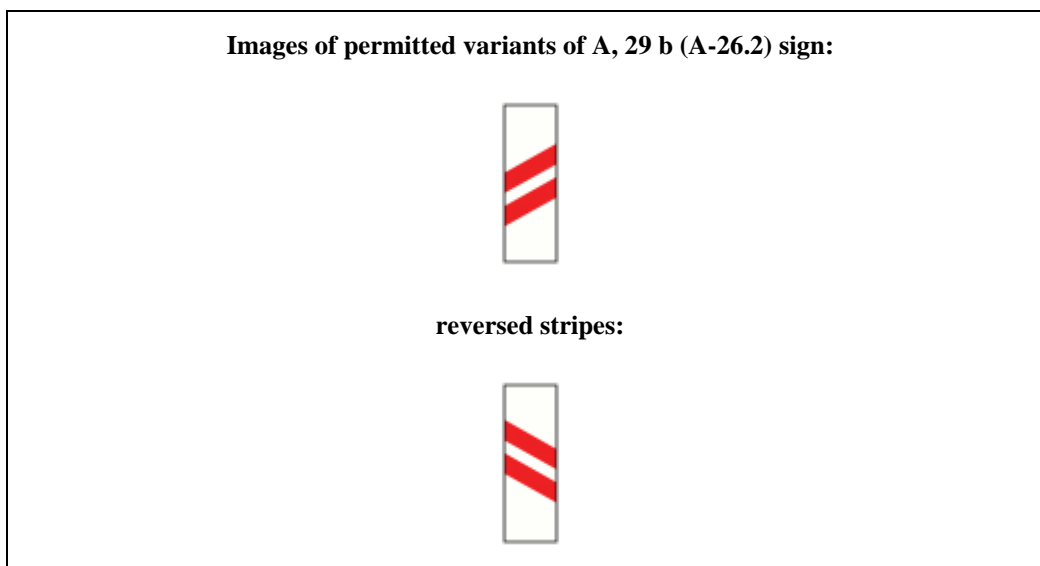 Images of permitted variants of A, 29 b (A-26.2) sign:
reversed stripes: